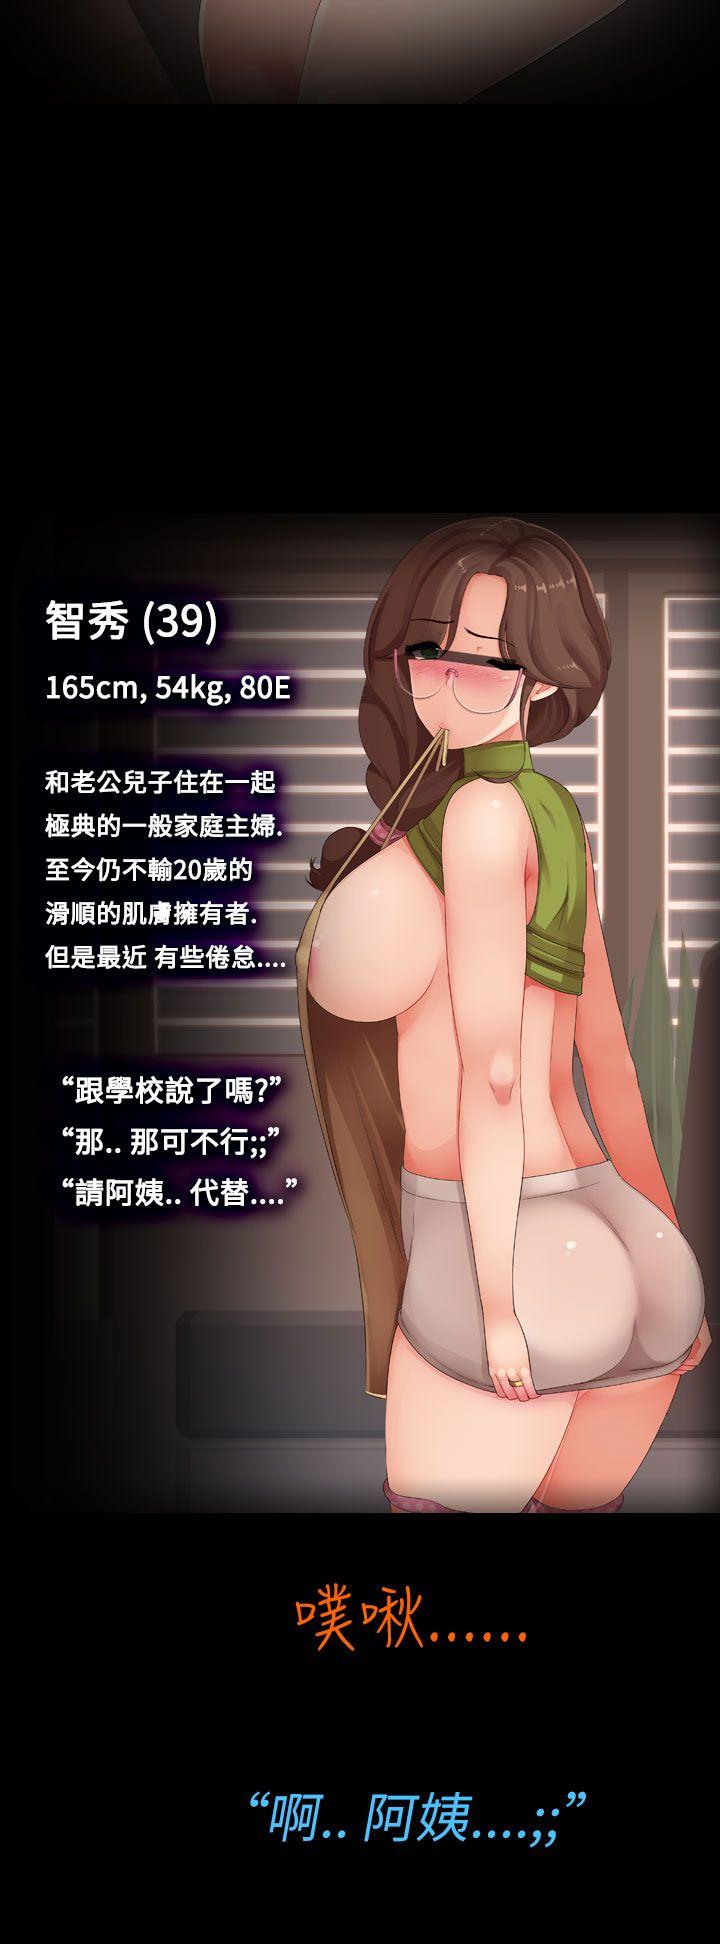 智秀 (39)
165cm, 54kg, 80E
和老公兒子住在一起
極典的一般家庭主婦.
至今仍不輸20歲的
滑順的肌膚擁有者.
但是最近 有些倦怠....
“跟學校說了嗎?”
“那.. 那可不行;;”
“請阿姨.. 代替....”
噗啾......
“啊.. 阿姨....;;”